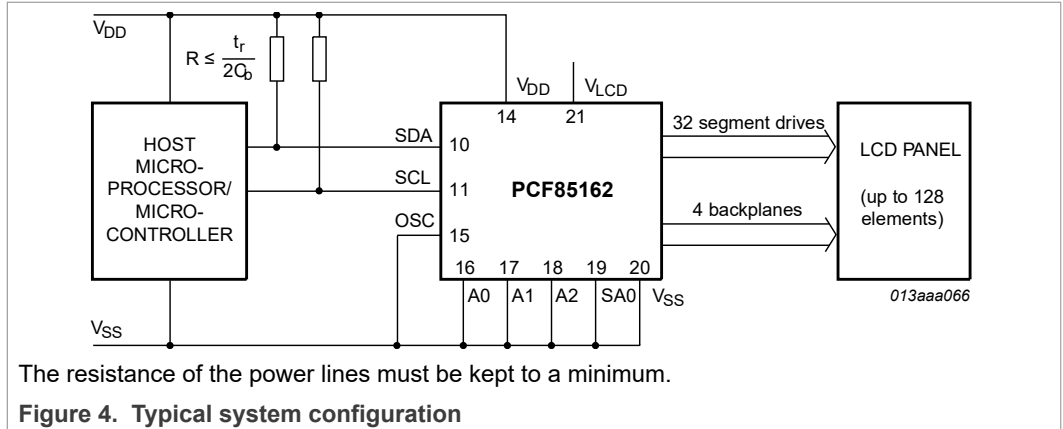 VDD
R ≤ tr
2Cb
VDD
VLCD
14
21
HOST
MICRO-
PROCESSOR/
MICRO-
CONTROLLER
SDA
10
SCL
11
OSC
15
PCF85162
16
17
18
19
20
A0
A1
A2
SA0
VSS
32 segment drives
4 backplanes
LCD PANEL
(up to 128
elements)
013aaa066
VSS
The resistance of the power lines must be kept to a minimum.
Figure 4. Typical system configuration